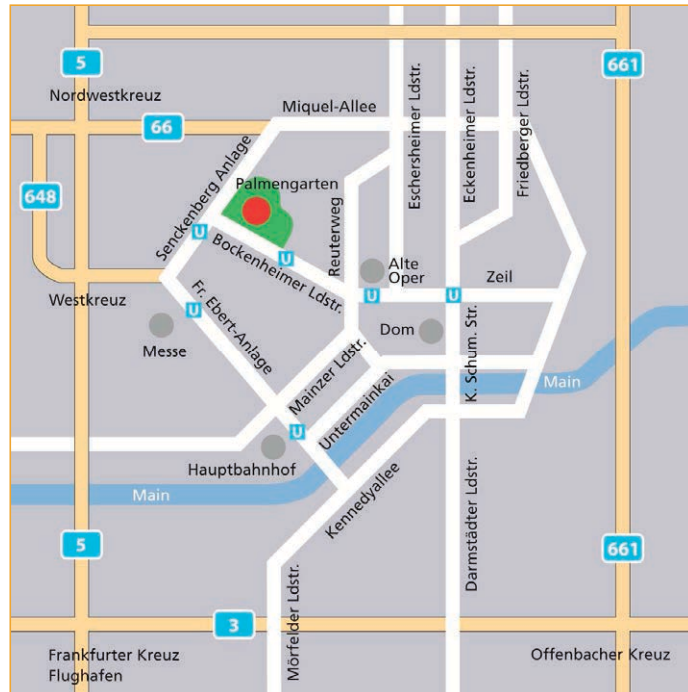 5
661
Nordwestkreuz
Miquel-Allee
66
Eschersheimer Ldstr.
Eckenheimer Ldstr.
Friedberger Ldstr.
Senckenberg Anlage
Palmengarten
648
Reuterweg
U
Bockenheimer Ldstr.
U
Alte
Oper
Zeil
Westkreuz
U
U
U
Fr. Ebert-Anlage
Messe
Dom
K. Schum. Str.
Mainzer Ldstr.
Main
Untermainkai
U
Hauptbahnhof
Main
Kennedyallee
Darmstädter Ldstr.
5
661
3
Mörfelder Ldstr.
Frankfurter Kreuz
Flughafen
Offenbacher Kreuz